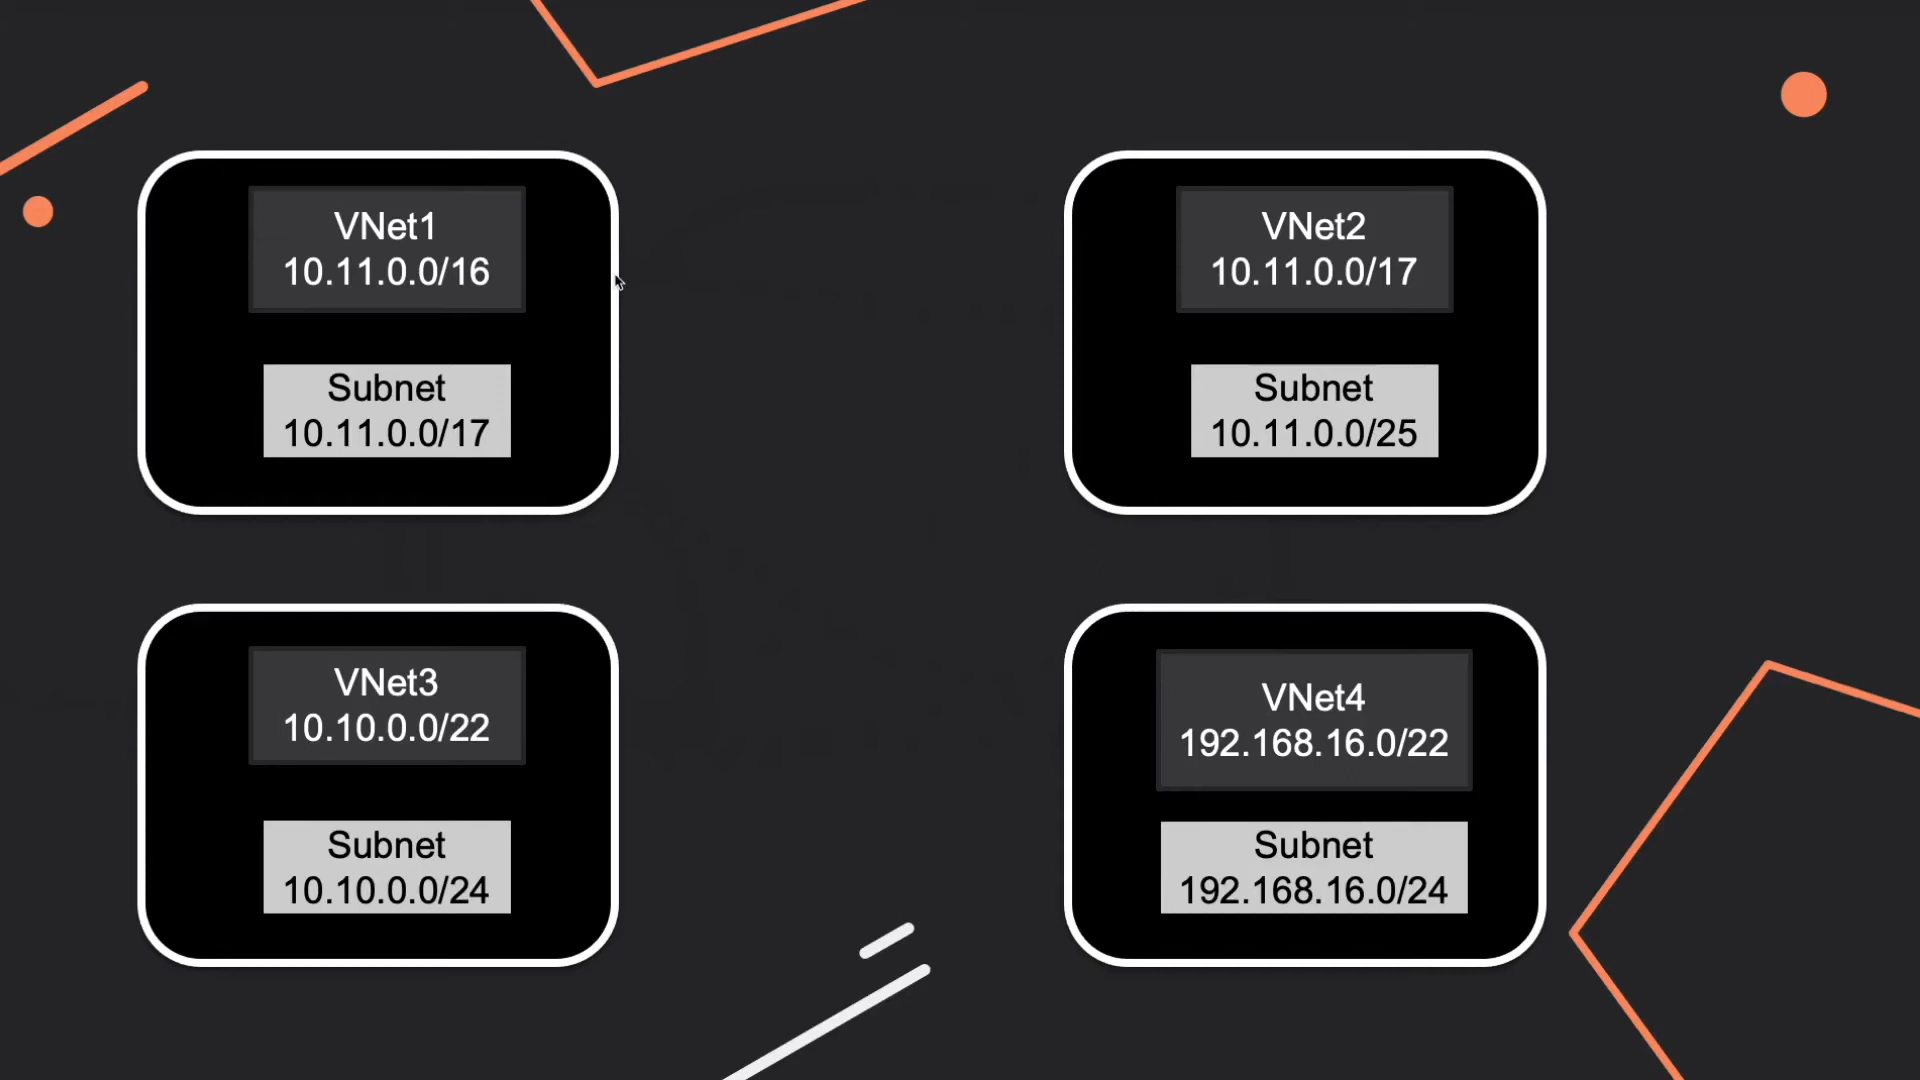 VNet1
10.11.0.0/16
Subnet
10.11.0.0/17
VNet2
10.11.0.0/17
Subnet
10.11.0.0/25
VNet3
10.10.0.0/22
Subnet
10.10.0.0/24
VNet4
192.168.16.0/22
Subnet
192.168.16.0/24